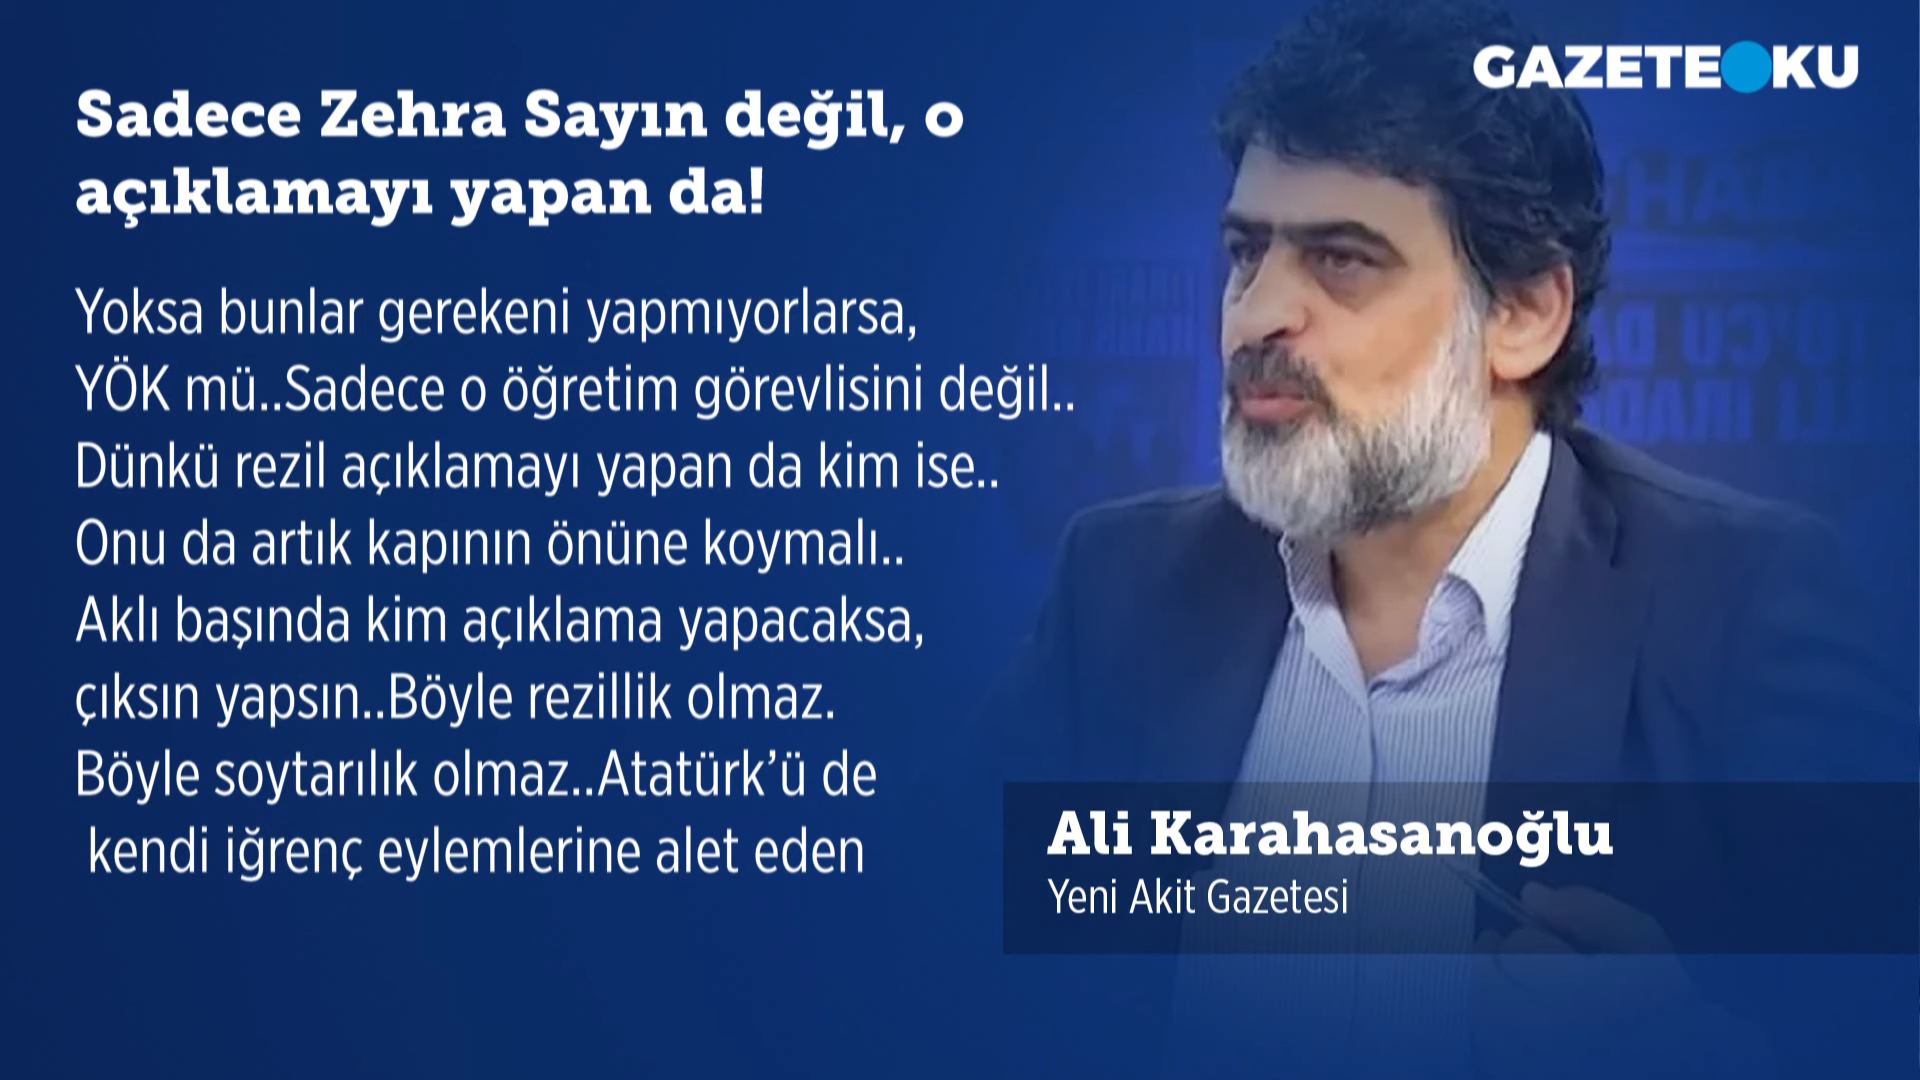 GAZETEOKU
Sadece Zehra Sayın değil, o
açıklamayı yapan da!
Yoksa bunlar gerekeni yapmıyorlarsa,
YÖK mü..Sadece o öğretim görevlisini değil..
Dünkü rezil açıklamayı yapan da kim ise..
Onu da artık kapının önüne koymalı..
Aklı başında kim açıklama yapacaksa,
çıksın yapsın..Böyle rezillik olmaz.
Böyle soytarılık olmaz..Atatürk’ü de
kendi iğrenç eylemlerine alet eden
Ali Karahasanoğlu
Yeni Akit Gazetesi